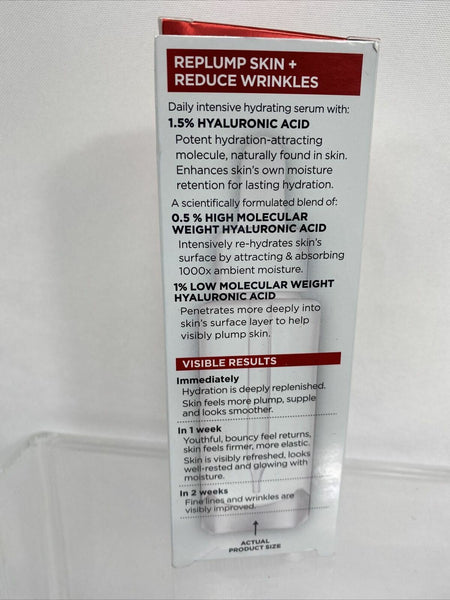 REPLUMP SKIN +
REDUCE WRINKLES
Daily intensive hydrating serum with:
1.5% HYALURONIC ACID
Potent hydration-attracting
molecule, naturally found in skin.
Enhances skin's own moisture
retention for lasting hydration.
A scientifically formulated blend of:
0.5 % HIGH MOLECULAR
WEIGHT HYALURONIC ACID
Intensively re-hydrates skin's
surface by attracting & absorbing
1000x ambient moisture.
1% LOW MOLECULAR WEIGHT
HYALURONIC ACID
Penetrates more deeply into
skin's surface layer to help
visibly plump skin.
VISIBLE RESULTS
Immediately
Hydration is deeply replenished.
Skin feels more plump, supple
and looks smoother.
In 1 week
Youthful, bouncy feel returns,
skin feels firmer, more elastic.
Skin is visibly refreshed, looks
well-rested and glowing with
moisture.
In 2 weeks
Fine lines and wrinkles are
visibly improved.
ACTUAL
PRODUCT SIZE